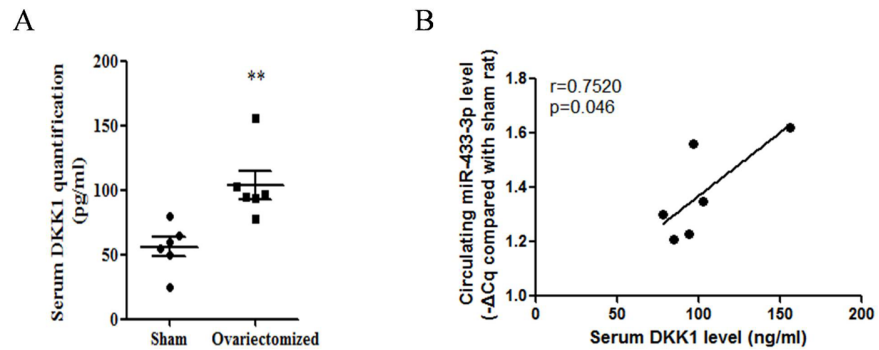 A
Serum DKK1 quantification
(pg/ml)
200
150
100
50
0
**
Sham
Ovariectomized
B
Circulating miR-433-3p level
(-ΔCq compared with sham rat)
1.8
1.6
1.4
1.2
1.0
r=0.7520
p=0.046
0
50
100
150
200
Serum DKK1 level (ng/ml)